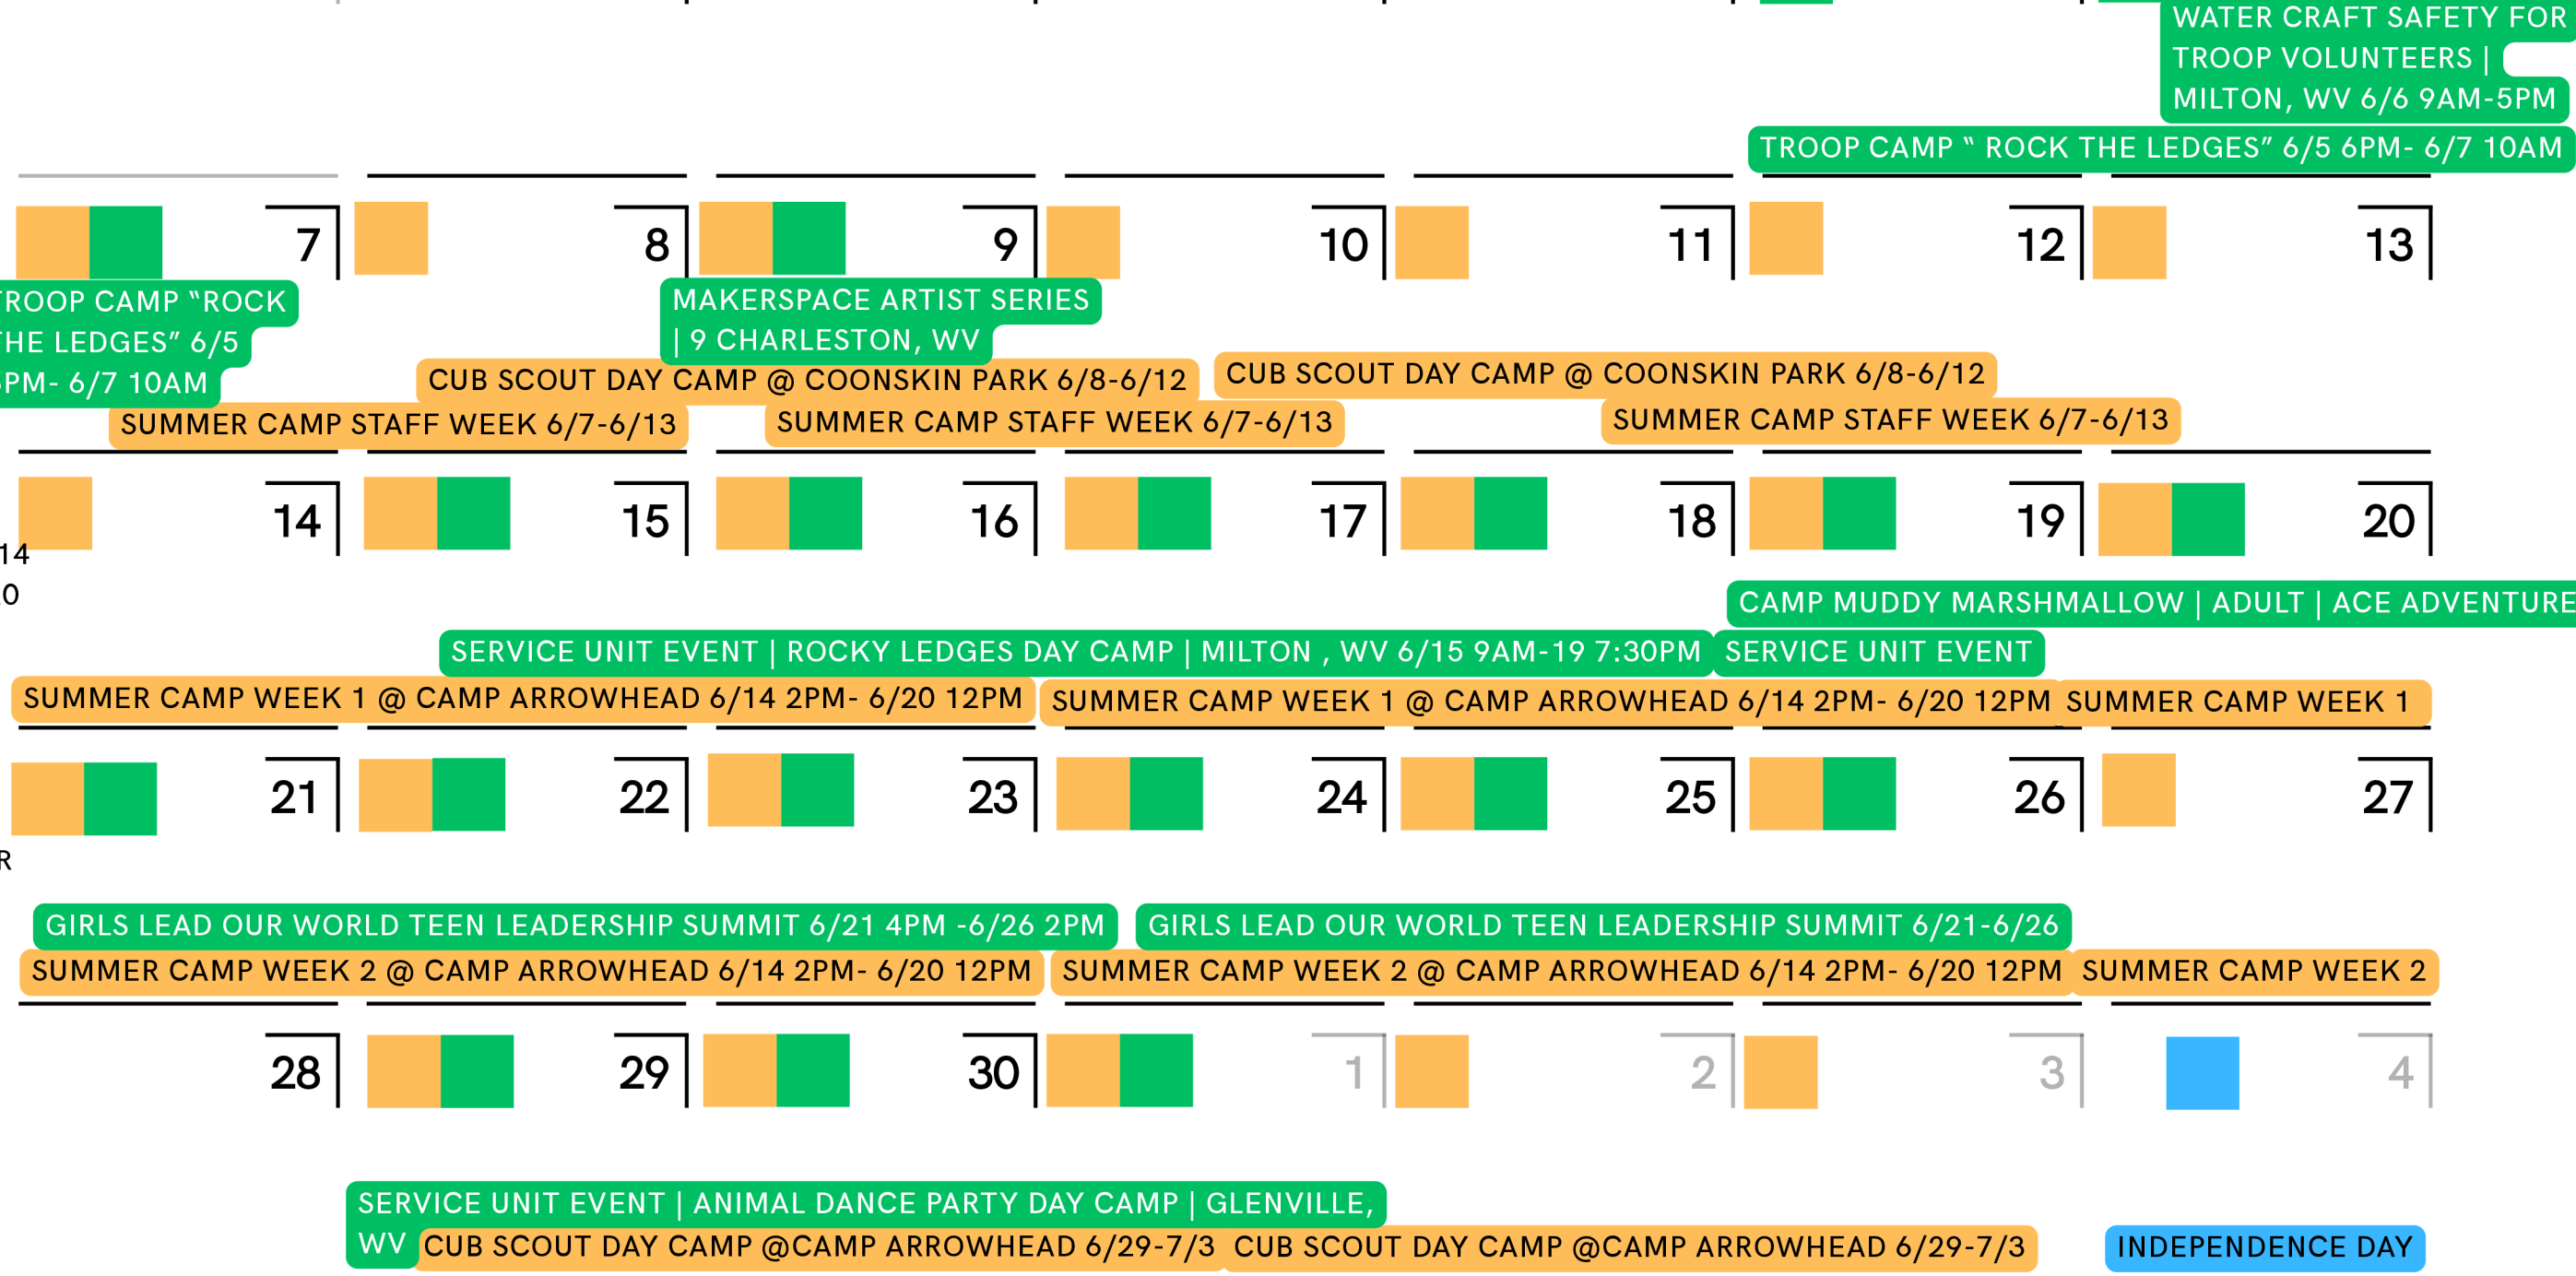 WATER CRAFT SAFETY FOR
TROOP VOLUNTEERS |
MILTON, WV 6/6 9AM-5PM
TROOP CAMP “ ROCK THE LEDGES” 6/5 6PM- 6/7 10AM
7 8 9 10 11 12 13
TROOP CAMP “ROCK
THE LEDGES” 6/5
PM- 6/7 10AM
MAKERSPACE ARTIST SERIES
| 9 CHARLESTON, WV
CUB SCOUT DAY CAMP @ COONSKIN PARK 6/8-6/12 CUB SCOUT DAY CAMP @ COONSKIN PARK 6/8-6/12
SUMMER CAMP STAFF WEEK 6/7-6/13 SUMMER CAMP STAFF WEEK 6/7-6/13 SUMMER CAMP STAFF WEEK 6/7-6/13
14 15 16 17 18 19 20
14
0
CAMP MUDDY MARSHMALLOW | ADULT | ACE ADVENTURE
SERVICE UNIT EVENT | ROCKY LEDGES DAY CAMP | MILTON , WV 6/15 9AM-19 7:30PM SERVICE UNIT EVENT
SUMMER CAMP WEEK 1 @ CAMP ARROWHEAD 6/14 2PM- 6/20 12PM SUMMER CAMP WEEK 1 @ CAMP ARROWHEAD 6/14 2PM- 6/20 12PM SUMMER CAMP WEEK 1
21 22 23 24 25 26 27
R
GIRLS LEAD OUR WORLD TEEN LEADERSHIP SUMMIT 6/21 4PM -6/26 2PM GIRLS LEAD OUR WORLD TEEN LEADERSHIP SUMMIT 6/21-6/26
SUMMER CAMP WEEK 2 @ CAMP ARROWHEAD 6/14 2PM- 6/20 12PM SUMMER CAMP WEEK 2 @ CAMP ARROWHEAD 6/14 2PM- 6/20 12PM SUMMER CAMP WEEK 2
28 29 30 1 2 3 4
SERVICE UNIT EVENT | ANIMAL DANCE PARTY DAY CAMP | GLENVILLE,
WV CUB SCOUT DAY CAMP @CAMP ARROWHEAD 6/29-7/3 CUB SCOUT DAY CAMP @CAMP ARROWHEAD 6/29-7/3 INDEPENDENCE DAY